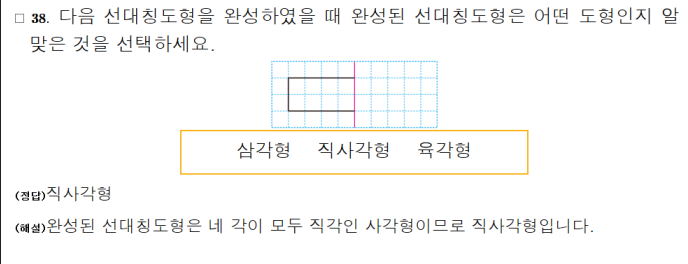 □ 38. 다음 선대칭도형을 완성하였을 때 완성된 선대칭도형은 어떤 도형인지 알
맞은 것을 선택하세요.
삼각형 직사각형 육각형
(정답)직사각형
(해설)완성된 선대칭도형은 네 각이 모두 직각인 사각형이므로 직사각형입니다.